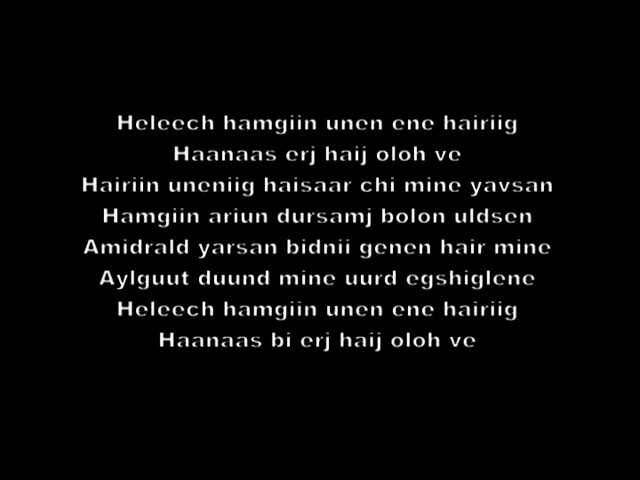 Heleech hamgiin unen ene hairiig
Haanaas erj haij oloh ve
Hairiin uneniig haisaar chi mine yavsan
Hamgiin ariun dursamj bolon uldsen
Amidrald yarsan bidnii genen hair mine
Aylguut duund mine uurd egshiglene
Heleech hamgiin unen ene hairiig
Haanaas bi erj haij oloh ve